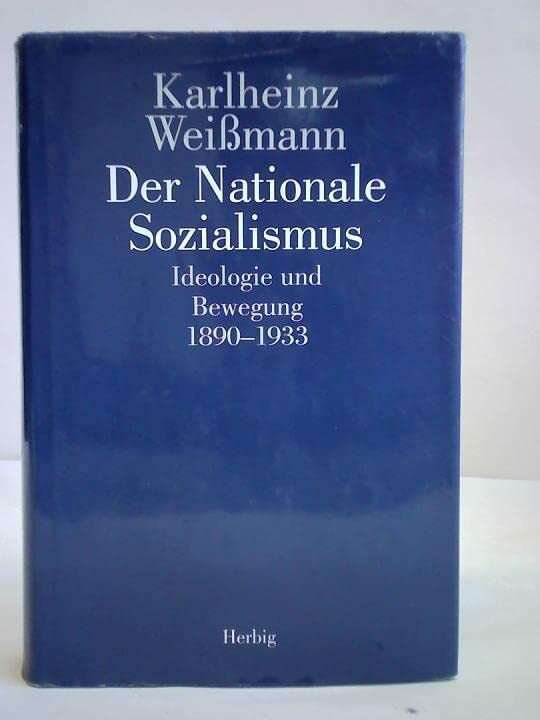 Karlheinz
Weißmann
Der Nationale
Sozialismus
Ideologie und
Bewegung
1890–1933
Herbig